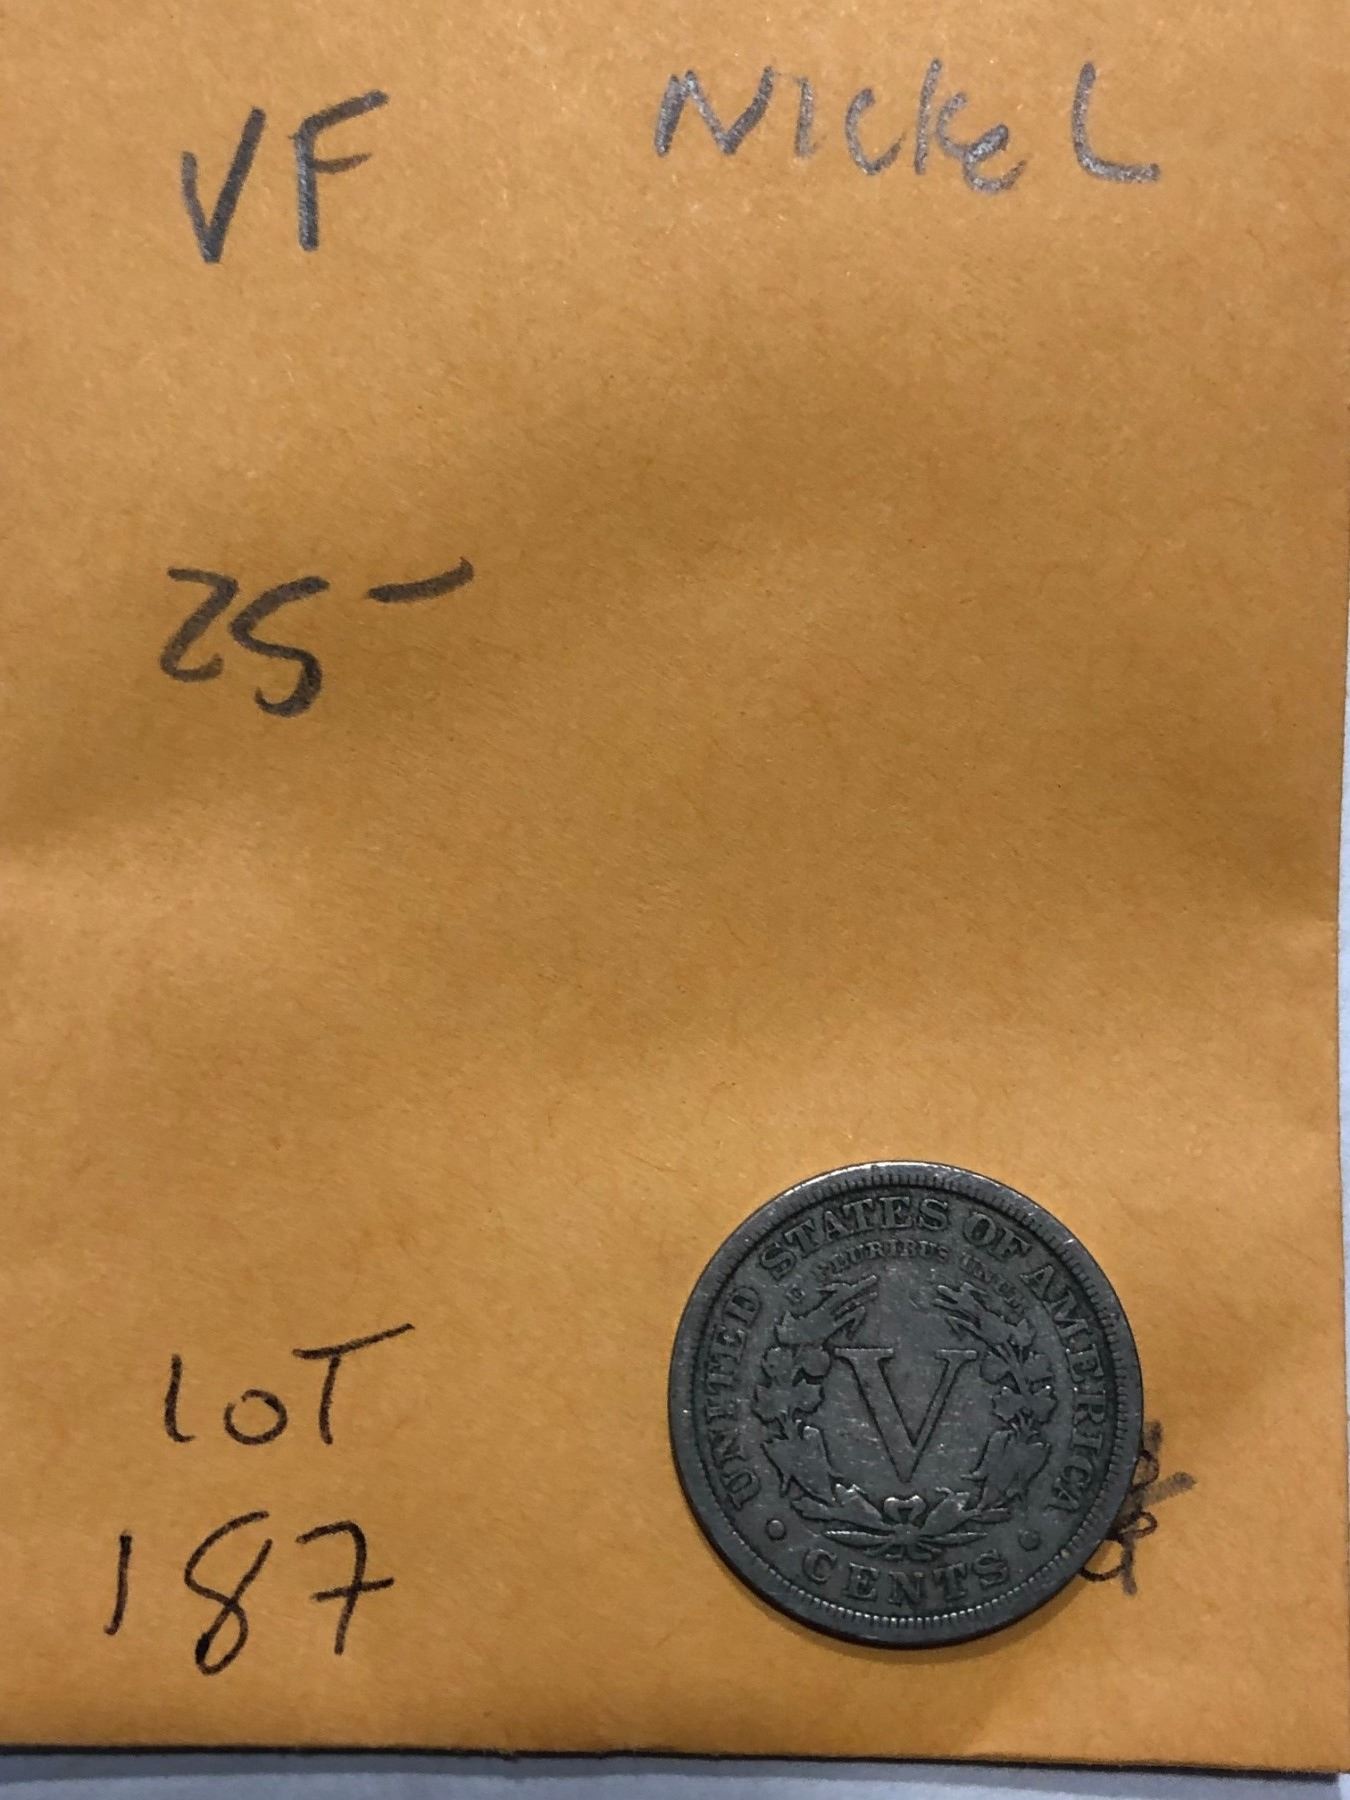 VF Nickel
25-
LOT
187
UNITED STATES OF AMERICA
E PLURIBUS UNUM
V
CENTS